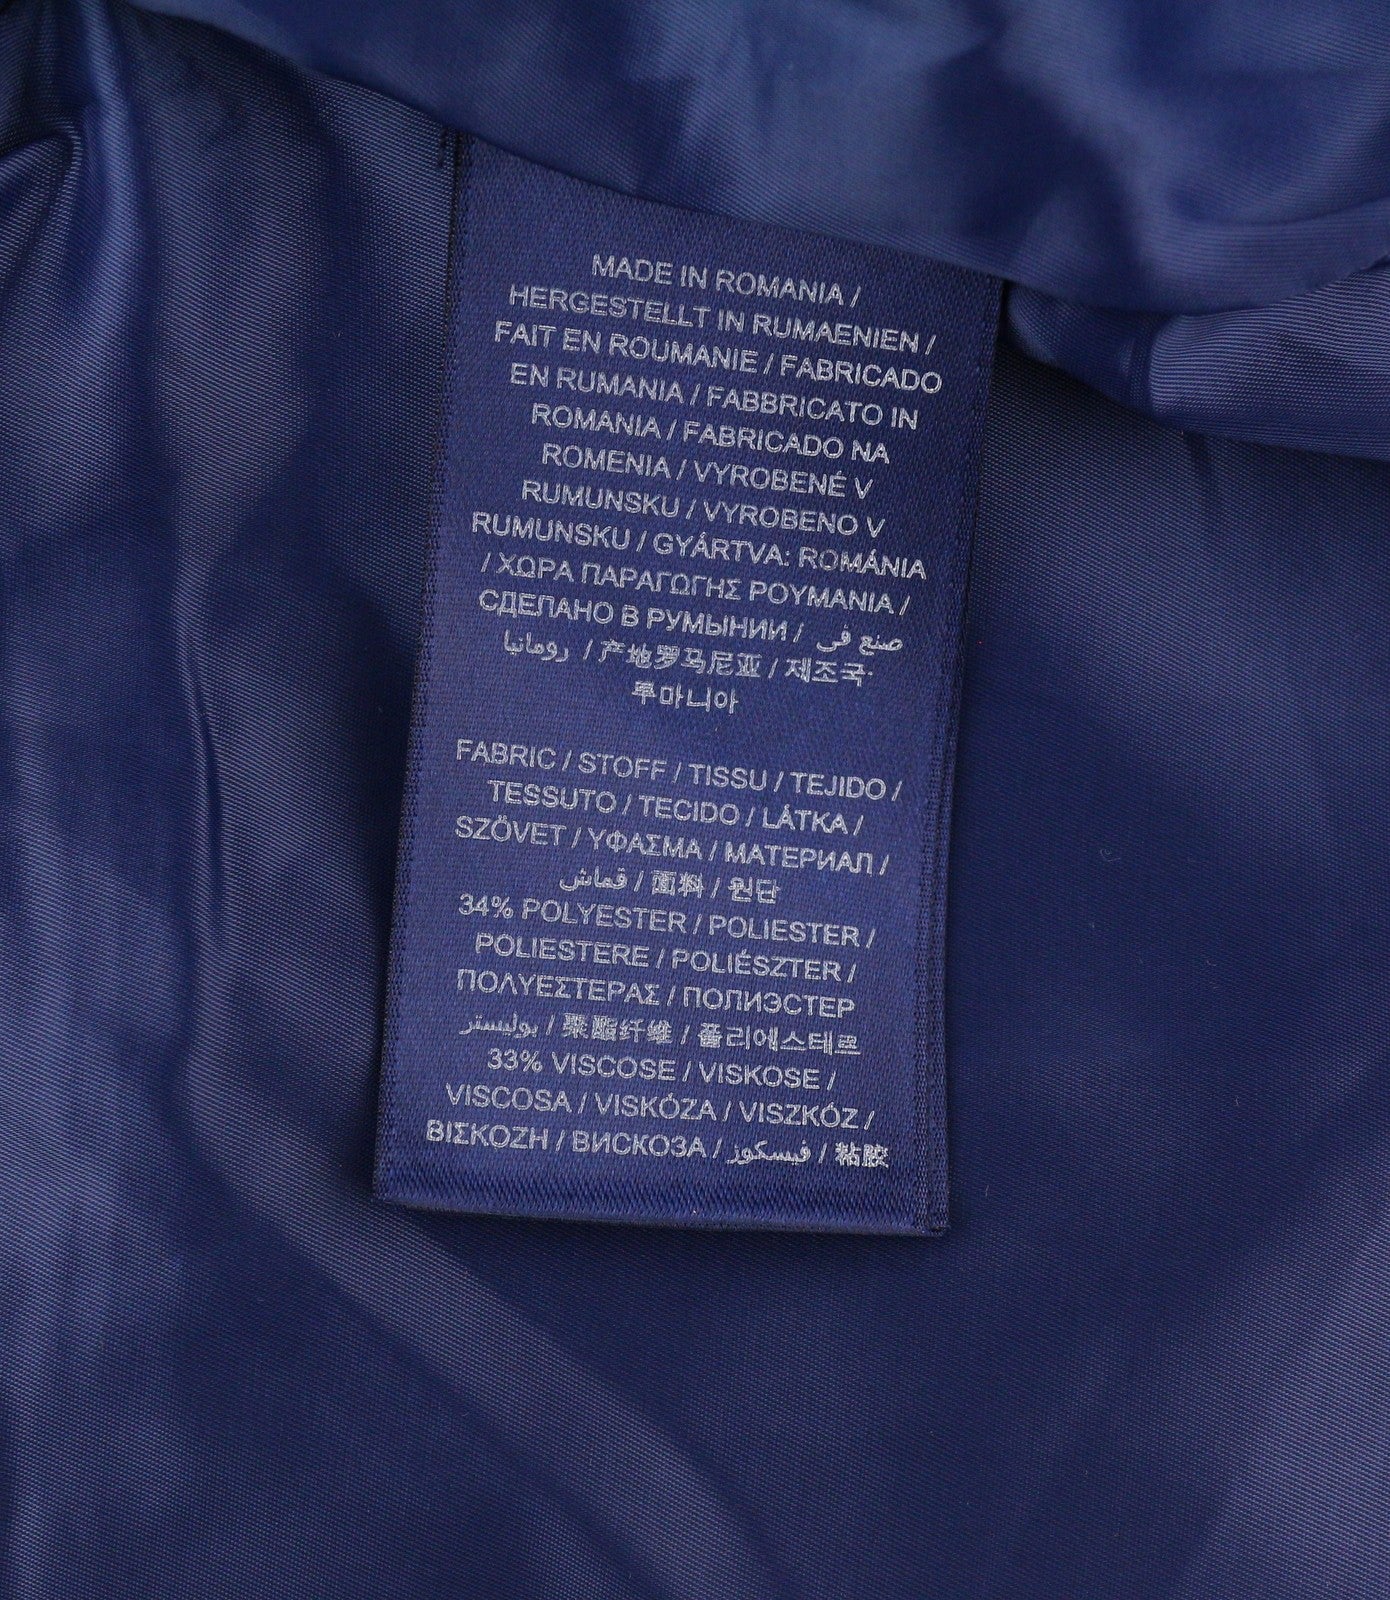 MADE IN ROMANIA /
HERGESTELLT IN RUMAENIEN /
FAIT EN ROUMANIE / FABRICADO
EN RUMANIA / FABBRICATO IN
ROMANIA / FABRICADO NA
ROMENIA / VYROBENÉ V
RUMUNSKU / VYROBENO V
RUMUNSKU / GYÁRTVA: ROMÁNIA
/ ΧΩΡΑ ΠΑΡΑΓΩΓΗΣ ΡΟΥΜΑΝΙΑ /
СДЕЛАНО В РУМЫНИИ / صنع في
رومانيا / 产地罗马尼亚 / 제조국·
루마니아
FABRIC / STOFF / TISSU / TEJIDO /
TESSUTO / TECIDO / LÁTKA /
SZÖVET / ΥΦΑΣΜΑ / МАТЕРИАЛ /
قماش / 面料 / 원단
34% POLYESTER / POLIESTER /
POLIESTERE / POLIÉSZTER /
ΠΟΛΥΕΣΤΕΡΑΣ / ПОЛИЭСТЕР
بوليستر / 聚酯纤维 / 폴리에스테르
33% VISCOSE / VISKOSE /
VISCOSA / VISKÓZA / VISZKÓZ /
ΒΙΣΚΟΖΗ / ВИСКОЗА / فيسكوز / 粘胶